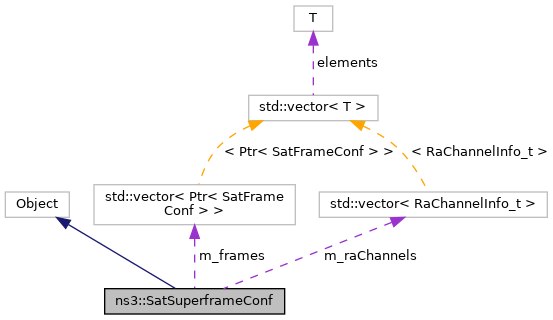 T
elements
std::vector< T >
< Ptr< SatFrameConf > >
< RaChannelInfo_t >
Object
std::vector< Ptr< SatFrame
Conf > >
std::vector< RaChannelInfo_t >
m_frames
m_raChannels
ns3::SatSuperframeConf